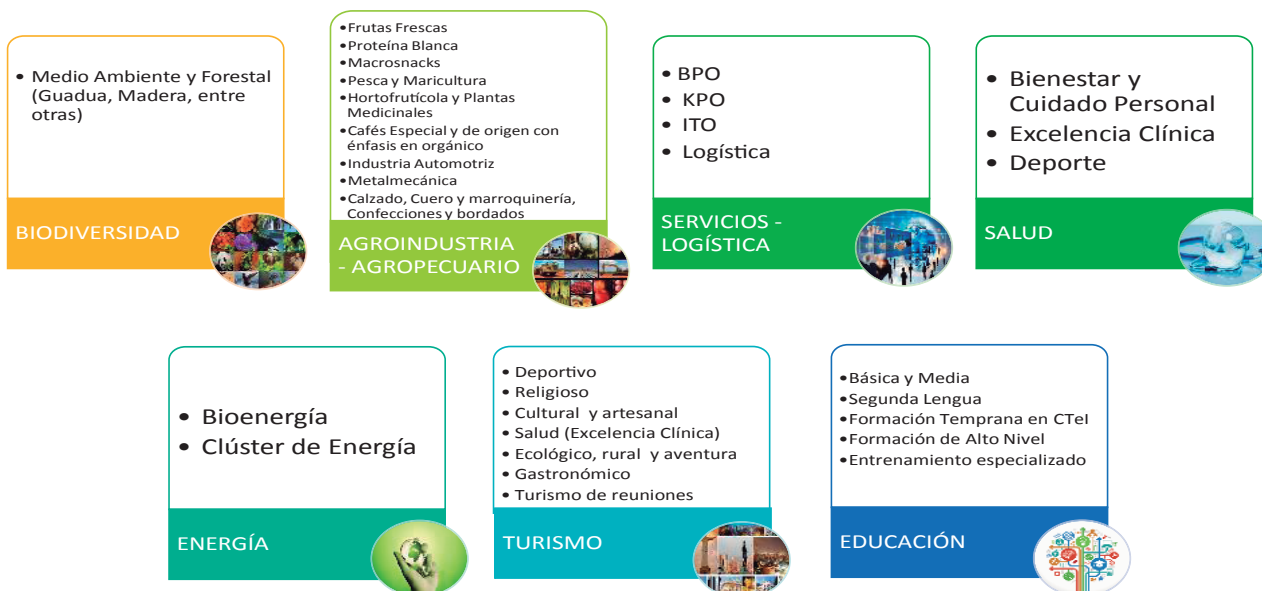 • Medio Ambiente y Forestal
(Guadua, Madera, entre
otras)
BIODIVERSIDAD
•Frutas Frescas
•Proteína Blanca
•Macrosnacks
•Pesca y Maricultura
•Hortofrutícola y Plantas
Medicinales
•Cafés Especial y de origen con
énfasis en orgánico
•Industria Automotriz
•Metalmecánica
•Calzado, Cuero y marroquinería,
Confecciones y bordados
AGROINDUSTRIA
- AGROPECUARIO
• BPO
• KPO
• ITO
• Logística
SERVICIOS -
LOGÍSTICA
• Bienestar y
Cuidado Personal
• Excelencia Clínica
• Deporte
SALUD
• Bioenergía
• Clúster de Energía
ENERGÍA
• Deportivo
• Religioso
• Cultural y artesanal
• Salud (Excelencia Clínica)
• Ecológico, rural y aventura
• Gastronómico
• Turismo de reuniones
TURISMO
•Básica y Media
•Segunda Lengua
•Formación Temprana en CTeI
•Formación de Alto Nivel
•Entrenamiento especializado
EDUCACIÓN